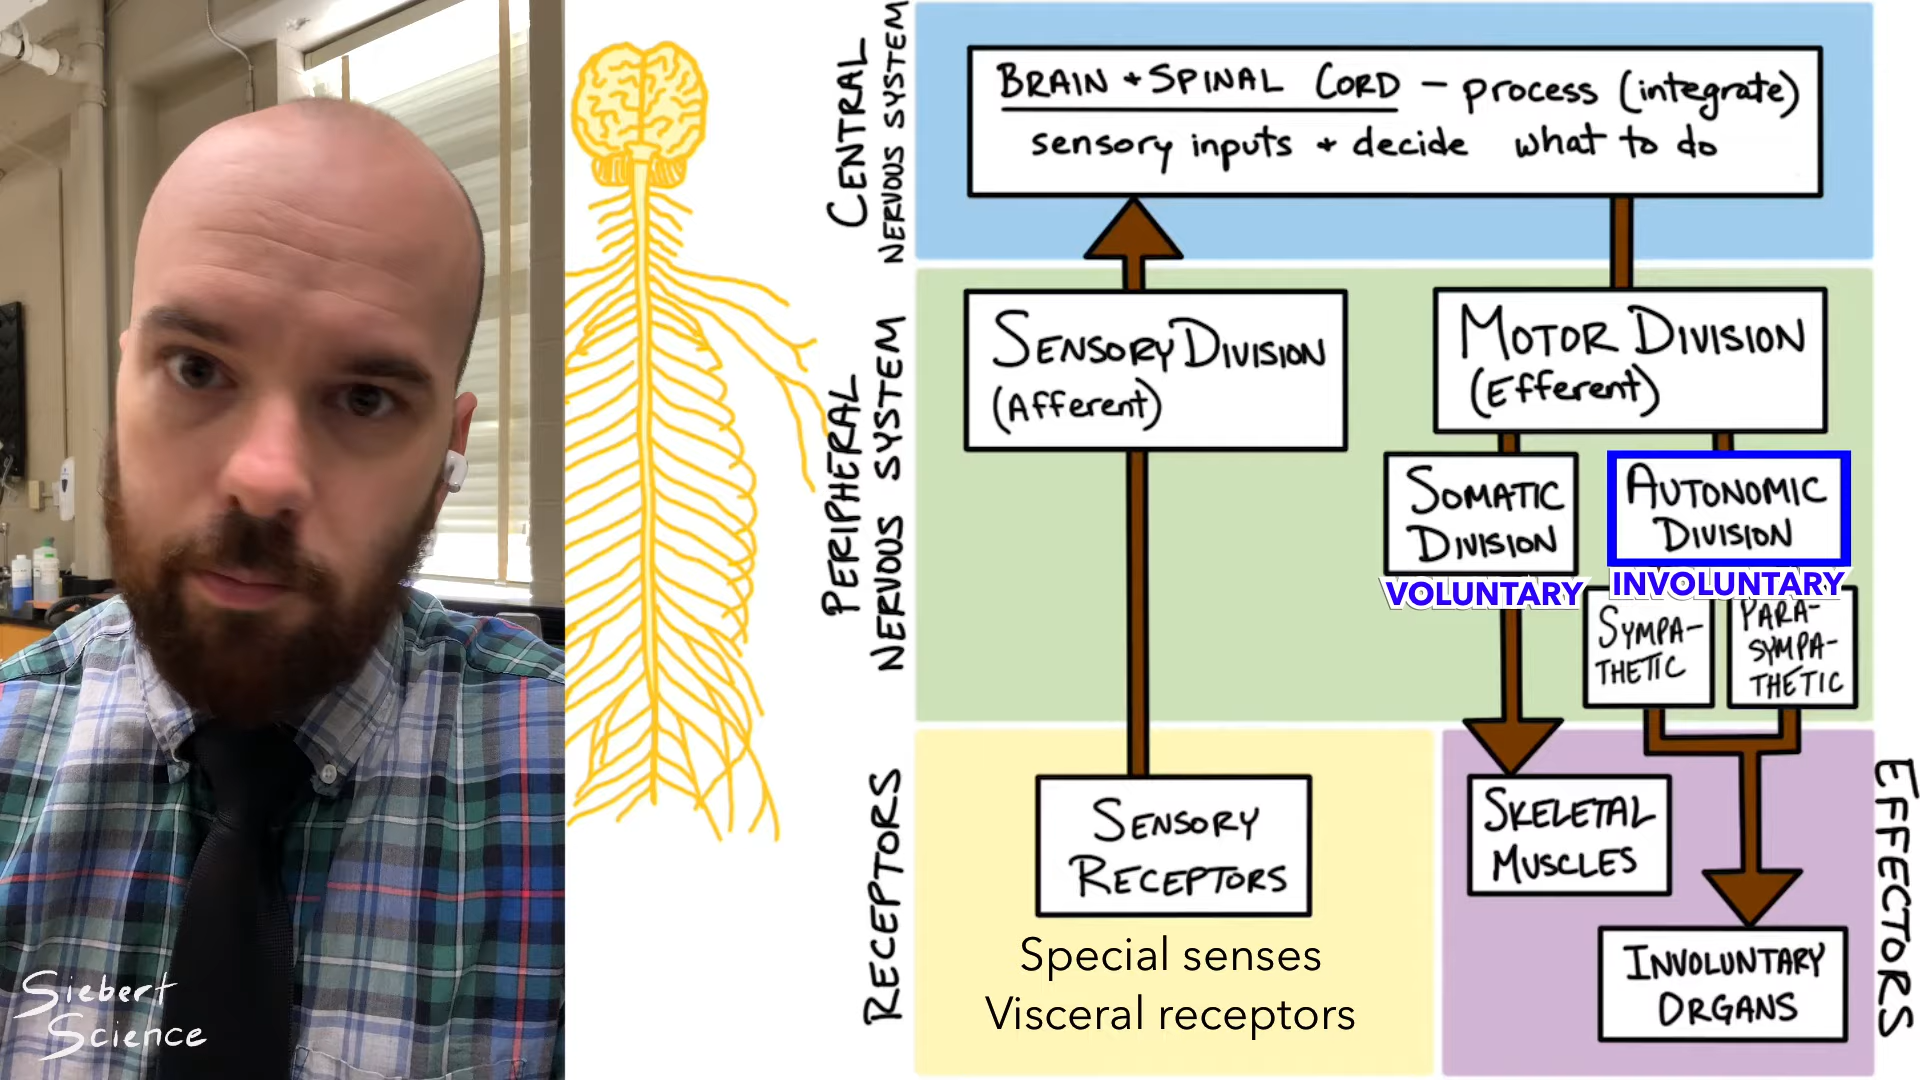 CENTRAL
NERVOUS SYSTEM
BRAIN + SPINAL CORD – process (integrate)
sensory inputs + decide what to do
PERIPHERAL
NERVOUS SYSTEM
SENSORY DIVISION
(Afferent)
MOTOR DIVISION
(Efferent)
SOMATIC
DIVISION
VOLUNTARY
AUTONOMIC
DIVISION
INVOLUNTARY
SYMPA-
THETIC
PARA-
SYMPA-
THETIC
RECEPTORS
SENSORY
RECEPTORS
Special senses
Visceral receptors
SKELETAL
MUSCLES
INVOLUNTARY
ORGANS
EFFECTORS
Siebert
Science